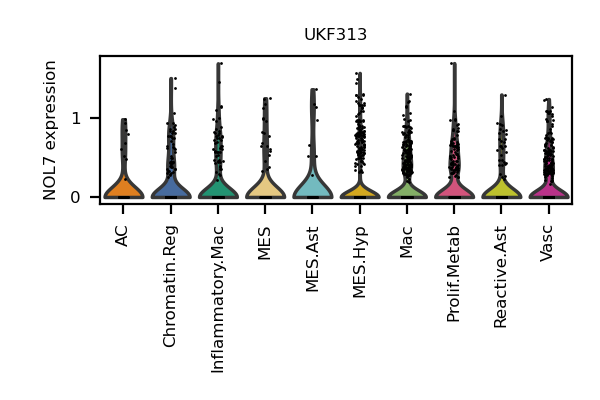 UKF313
NOL7 expression
1
0
AC
Chromatin.Reg
Inflammatory.Mac
MES
MES.Ast
MES.Hyp
Mac
Prolif.Metab
Reactive.Ast
Vasc